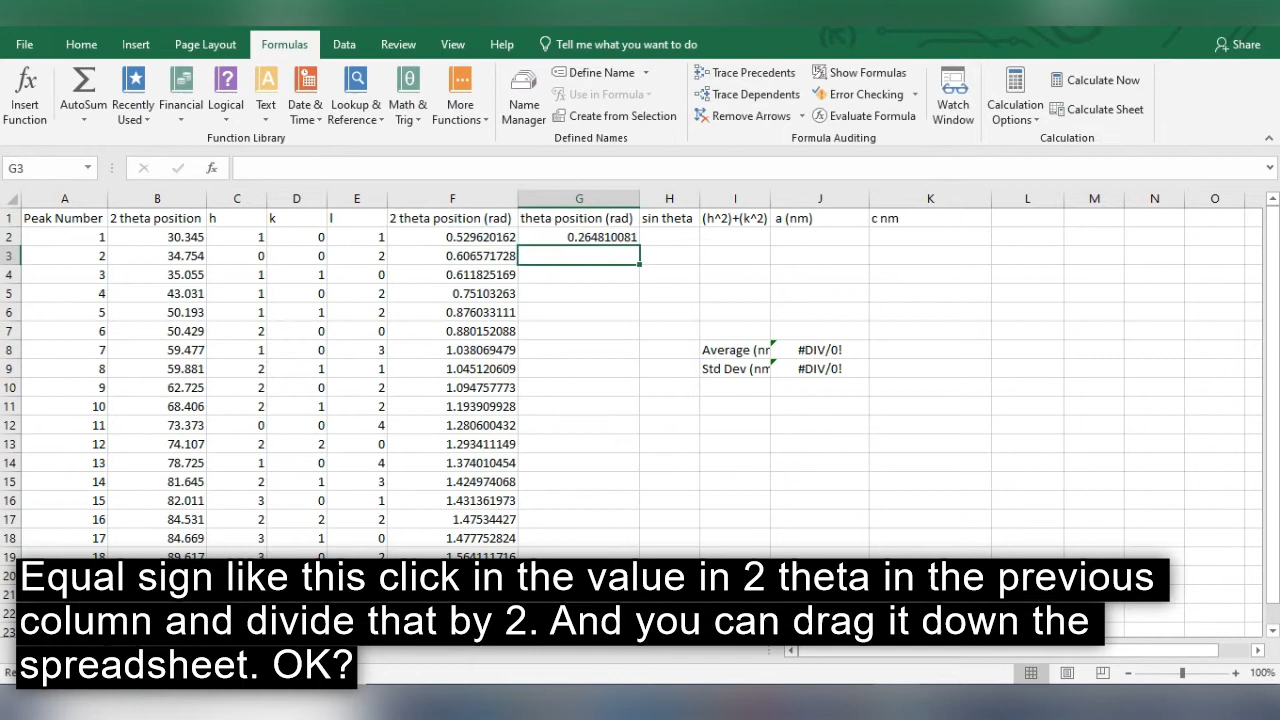 File Home Insert Page Layout Formulas Data Review View Help Tell me what you want to do Share
fx Insert Function AutoSum Recently Used Financial Logical Text Date & Time Lookup & Reference Math & Trig More Functions
Name Manager Define Name Use in Formula Create from Selection
Trace Precedents Trace Dependents Remove Arrows Show Formulas Error Checking Evaluate Formula Watch Window
Calculation Options Calculate Now Calculate Sheet
Function Library Defined Names Formula Auditing Calculation
G3 fx
A B C D E F G H I J K L M N O
1 Peak Number 2 theta position h k l 2 theta position (rad) theta position (rad) sin theta (h^2)+(k^2) a (nm) c nm
2 1 30.345 1 0 1 0.529620162 0.264810081
3 2 34.754 0 0 2 0.606571728
4 3 35.055 1 1 0 0.611825169
5 4 43.031 1 0 2 0.75103263
6 5 50.193 1 1 2 0.876033111
7 6 50.429 2 0 0 0.880152088
8 7 59.477 1 0 3 1.038069479 Average (nr #DIV/0!
9 8 59.881 2 1 1 1.045120609 Std Dev (nm #DIV/0!
10 9 62.725 2 0 2 1.094757773
11 10 68.406 2 1 2 1.193909928
12 11 73.373 0 0 4 1.280600432
13 12 74.107 2 2 0 1.293411149
14 13 78.725 1 0 4 1.374010454
15 14 81.645 2 1 3 1.424974068
16 15 82.011 3 0 1 1.431361973
17 16 84.531 2 2 2 1.47534427
18 17 84.669 3 1 0 1.477752824
19 18 89.617 3 0 2 1.564111716
20
21
22
23
Equal sign like this click in the value in 2 theta in the previous
column and divide that by 2. And you can drag it down the
spreadsheet. OK?
100%